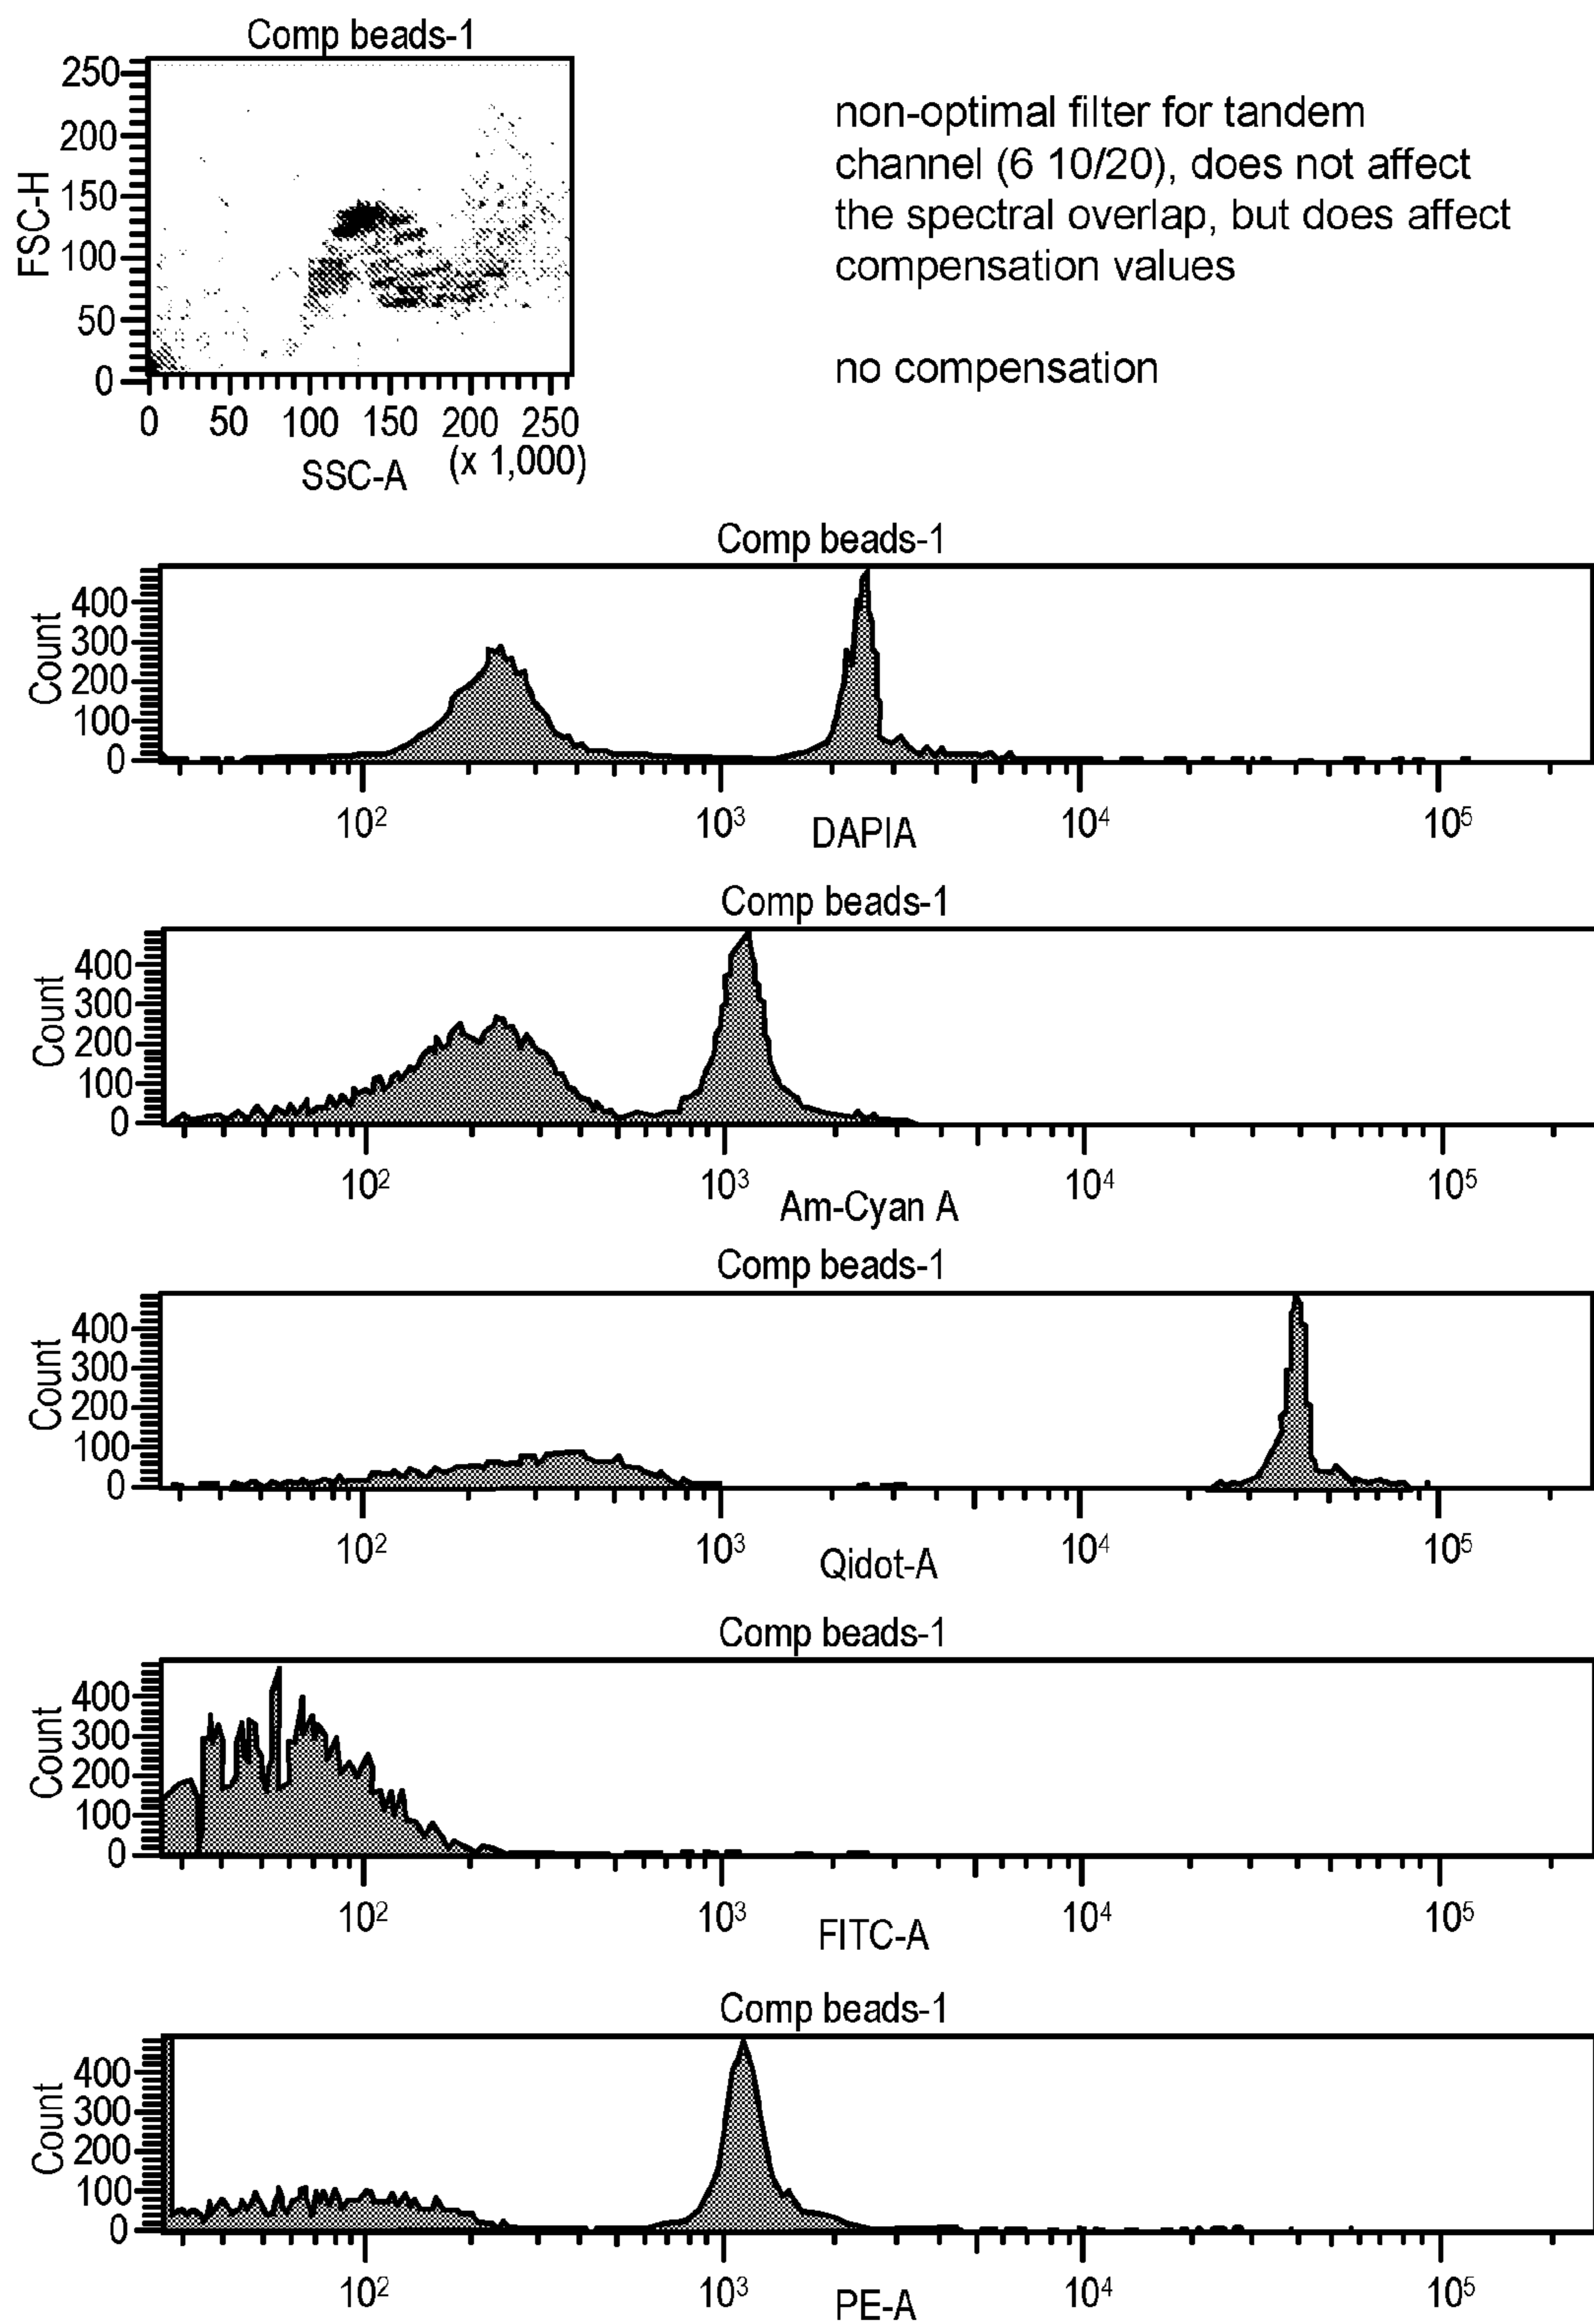 Comp beads-1
250
200
150
100
50
0
FSC-H
0 50 100 150 200 250
(x 1,000)
SSC-A
non-optimal filter for tandem
channel (6 10/20), does not affect
the spectral overlap, but does affect
compensation values
no compensation
Comp beads-1
400
300
200
100
0
Count
10² 10³ 10⁴ 10⁵
DAPIA
Comp beads-1
400
300
200
100
0
Count
10² 10³ 10⁴ 10⁵
Am-Cyan A
Comp beads-1
400
300
200
100
0
Count
10² 10³ 10⁴ 10⁵
Qidot-A
Comp beads-1
400
300
200
100
0
Count
10² 10³ 10⁴ 10⁵
FITC-A
Comp beads-1
400
300
200
100
0
Count
10² 10³ 10⁴ 10⁵
PE-A